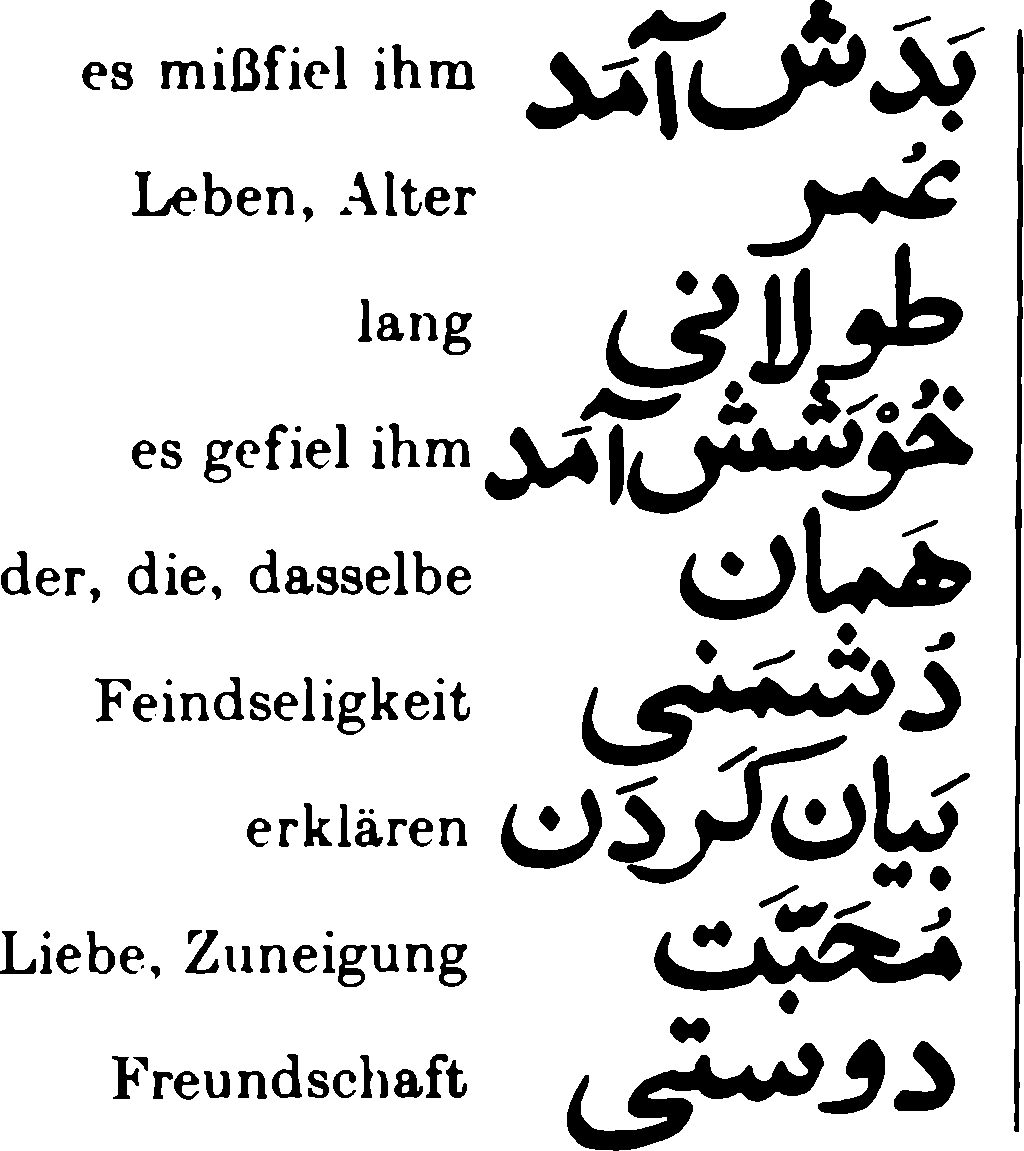 es mißfiel ihm بَدَش آمَد
Leben, Alter عُمر
lang طولانی
es gefiel ihm خُوْشَش آمَد
der, die, dasselbe هَمان
Feindseligkeit دُشمَنی
erklären بَیان کَردَن
Liebe, Zuneigung مُحَبَّت
Freundschaft دوستی